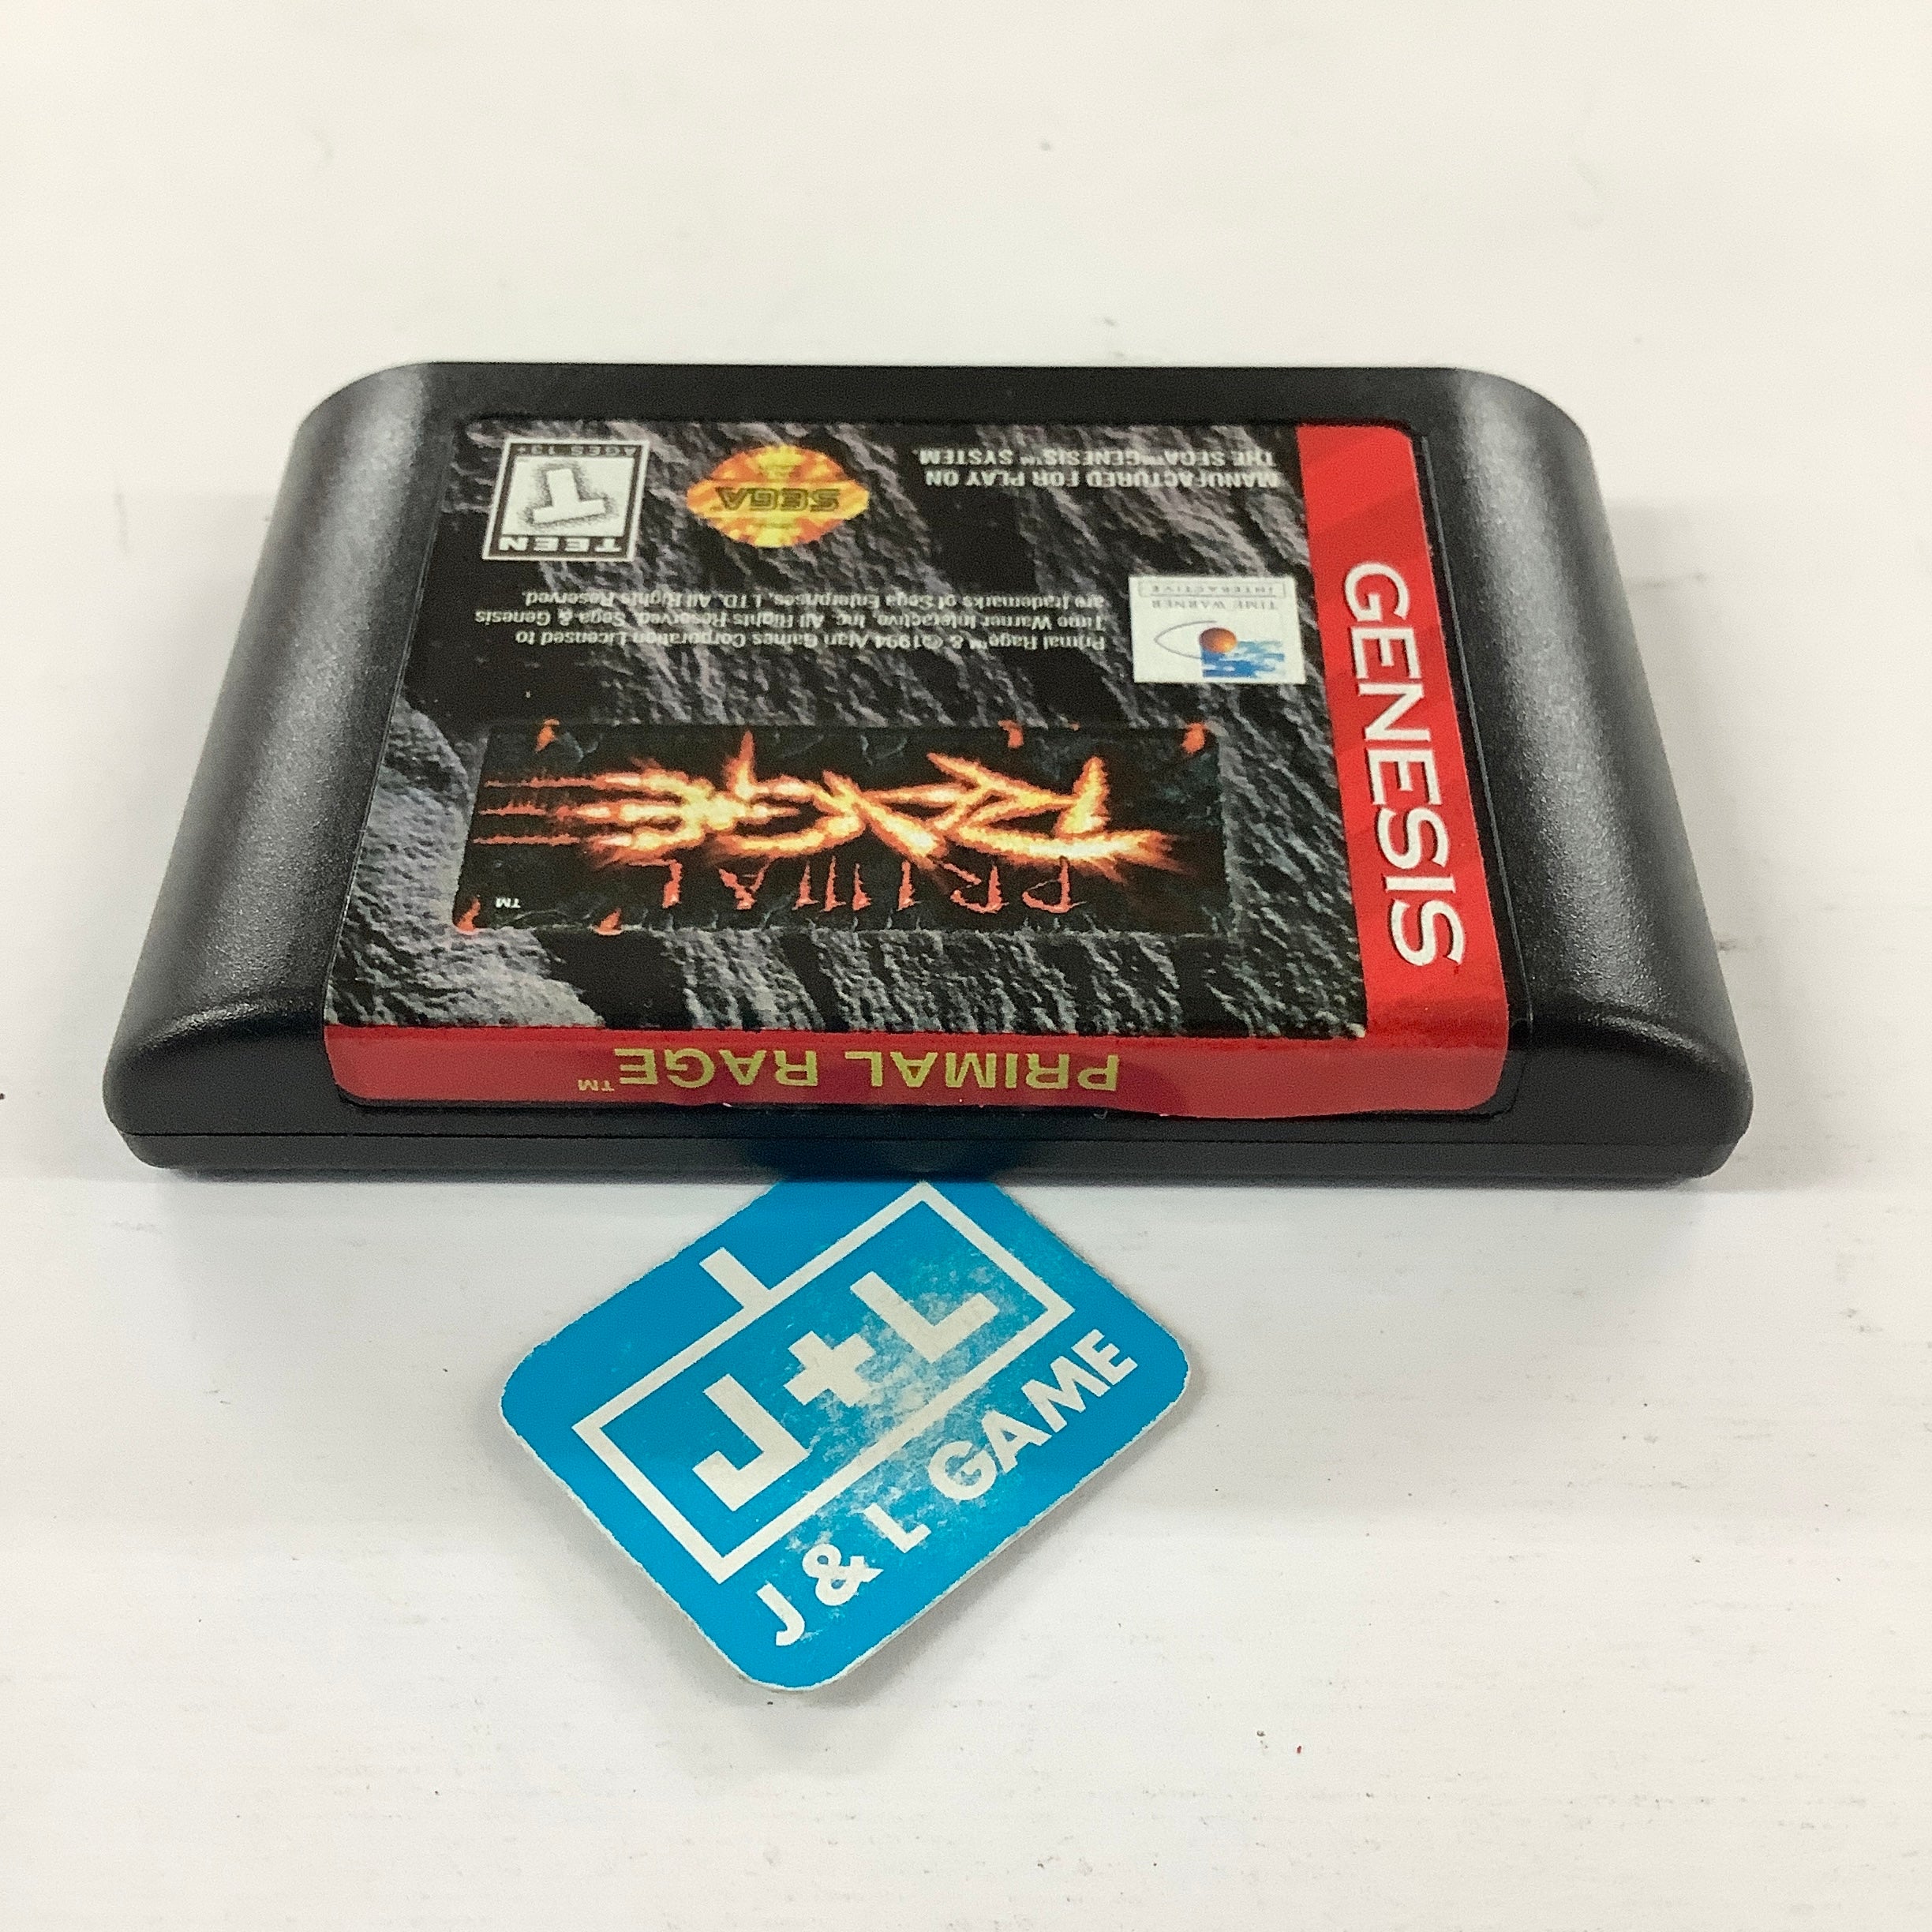 PRIMAL RAGE™
GENESIS
PRIMAL
RAGE
™
TIME WARNER
INTERACTIVE
Primal Rage™ & ©1994 Atari Games Corporation Licensed to
Time Warner Interactive, Inc. All Rights Reserved. Sega & Genesis
are trademarks of Sega Enterprises, LTD. All Rights Reserved.
MANUFACTURED FOR PLAY ON
THE SEGA™ GENESIS™ SYSTEM.
SEGA
TEEN
T
AGES 13+
J+L
J & L GAME